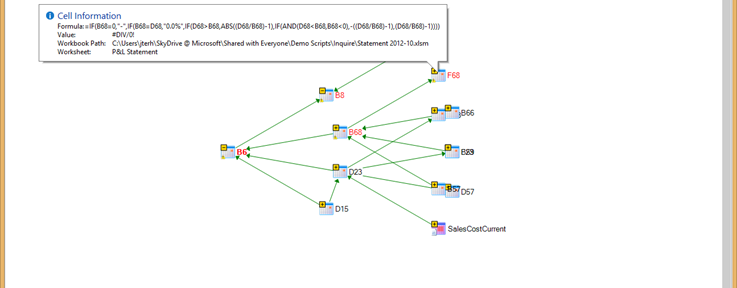 Cell Information
Formula:=IF(B68=0,"-",IF(B68=D68,"0.0%",IF(D68>B68,ABS((D68/B68)-1),IF(AND(D68<B68,B68<0),-((D68/B68)-1),(D68/B68)-1))))
Value: #DIV/0!
Workbook Path: C:\Users\jterh\SkyDrive @ Microsoft\Shared with Everyone\Demo Scripts\Inquire\Statement 2012-10.xlsm
Worksheet: P&L Statement
F68
B8
B66
B68
B6
D23
B57
D57
D15
SalesCostCurrent